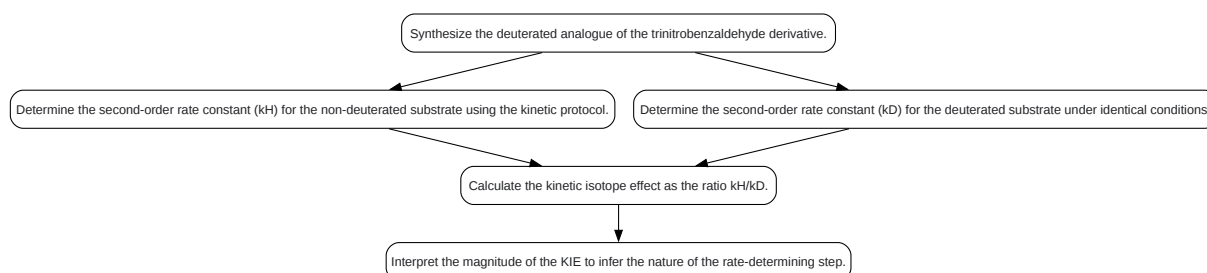 Synthesize the deuterated analogue of the trinitrobenzaldehyde derivative.
Determine the second-order rate constant (kH) for the non-deuterated substrate using the kinetic protocol.
Determine the second-order rate constant (kD) for the deuterated substrate under identical conditions.
Calculate the kinetic isotope effect as the ratio kH/kD.
Interpret the magnitude of the KIE to infer the nature of the rate-determining step.